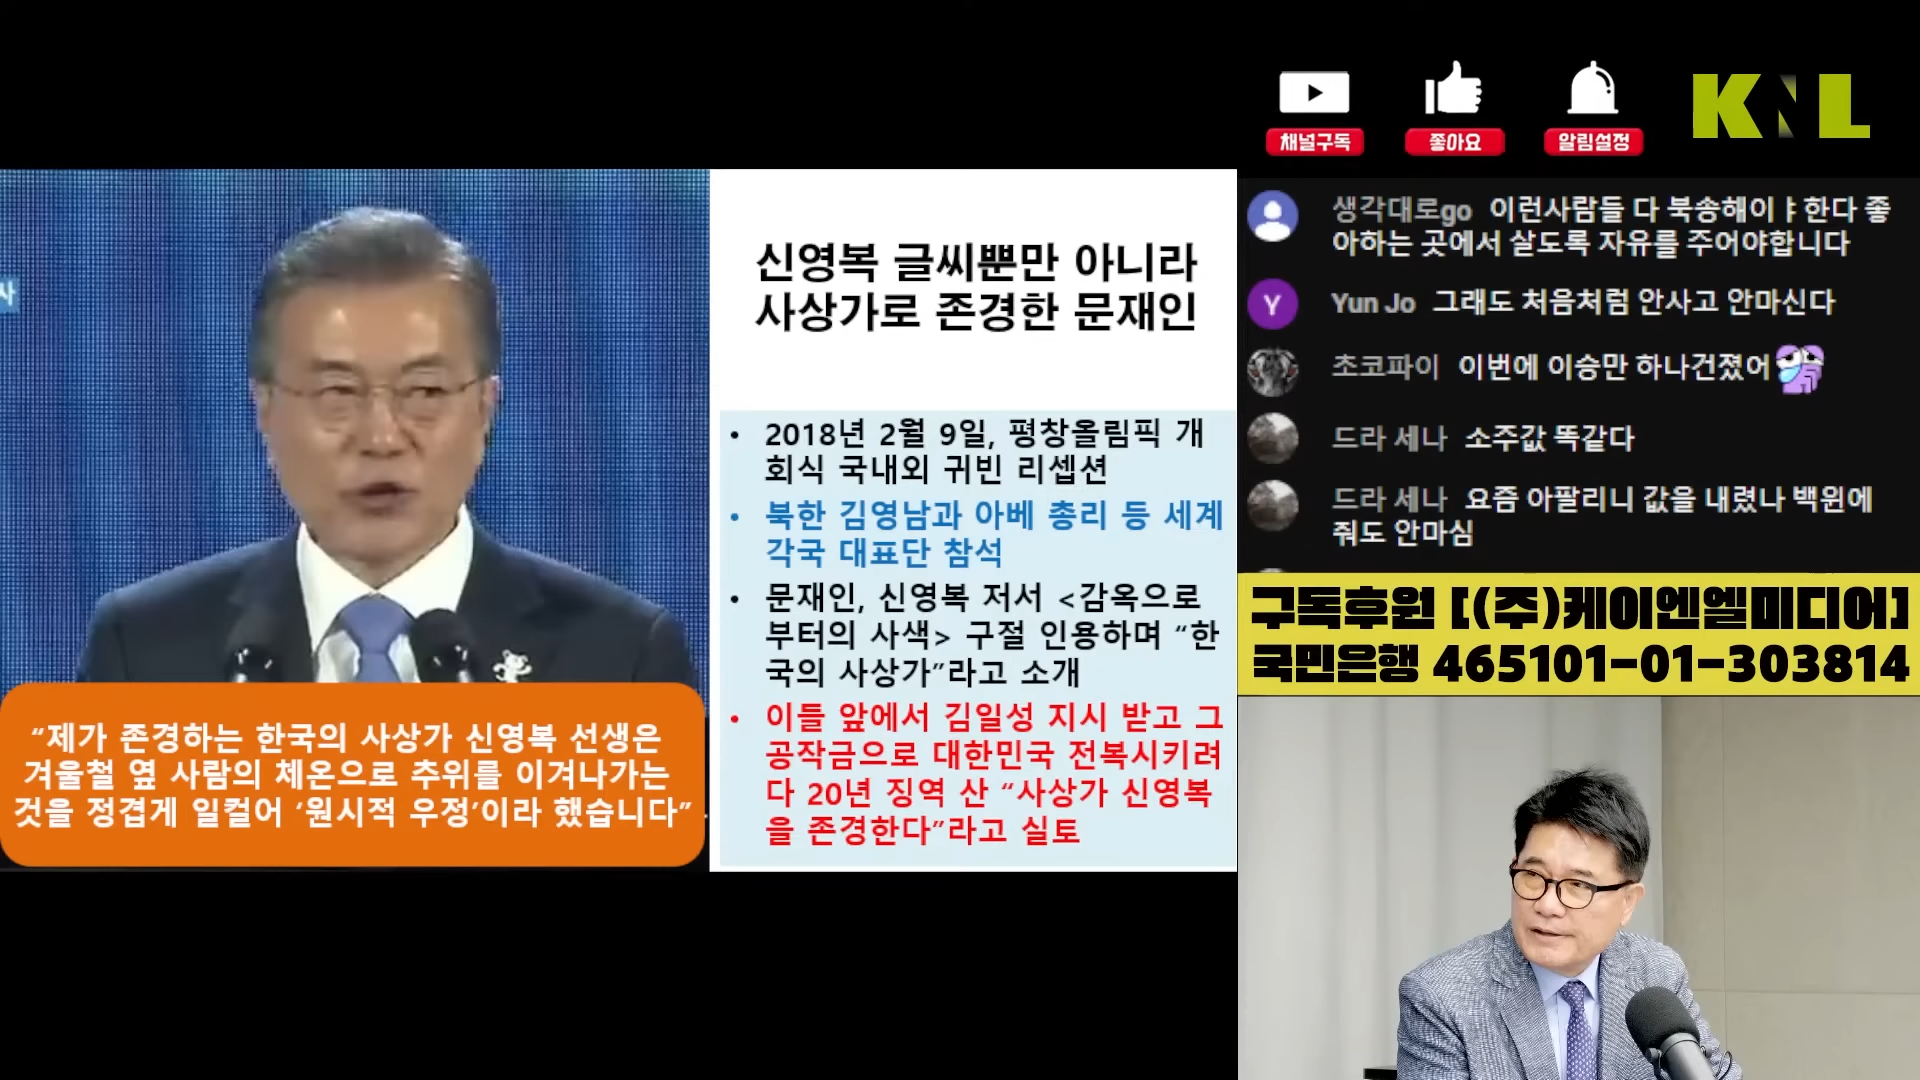 사
신영복 글씨뿐만 아니라
사상가로 존경한 문재인
• 2018년 2월 9일, 평창올림픽 개
회식 국내외 귀빈 리셉션
• 북한 김영남과 아베 총리 등 세계
각국 대표단 참석
• 문재인, 신영복 저서 <감옥으로
부터의 사색> 구절 인용하며 “한
국의 사상가”라고 소개
• 이들 앞에서 김일성 지시 받고 그
공작금으로 대한민국 전복시키려
다 20년 징역 산 “사상가 신영복
을 존경한다”라고 실토
“제가 존경하는 한국의 사상가 신영복 선생은
겨울철 옆 사람의 체온으로 추위를 이겨나가는
것을 정겹게 일컬어 ‘원시적 우정’이라 했습니다”
채널구독
좋아요
알림설정
KNL
생각대로go 이런사람들 다 북송해이ㅑ한다 좋
아하는 곳에서 살도록 자유를 주어야합니다
Y
Yun Jo 그래도 처음처럼 안사고 안마신다
초코파이 이번에 이승만 하나건졌어
드라 세나 소주값 똑같다
드라 세나 요즘 아팔리니 값을 내렸나 백원에
줘도 안마심
구독후원 [(주)케이엔엘미디어]
국민은행 465101-01-303814